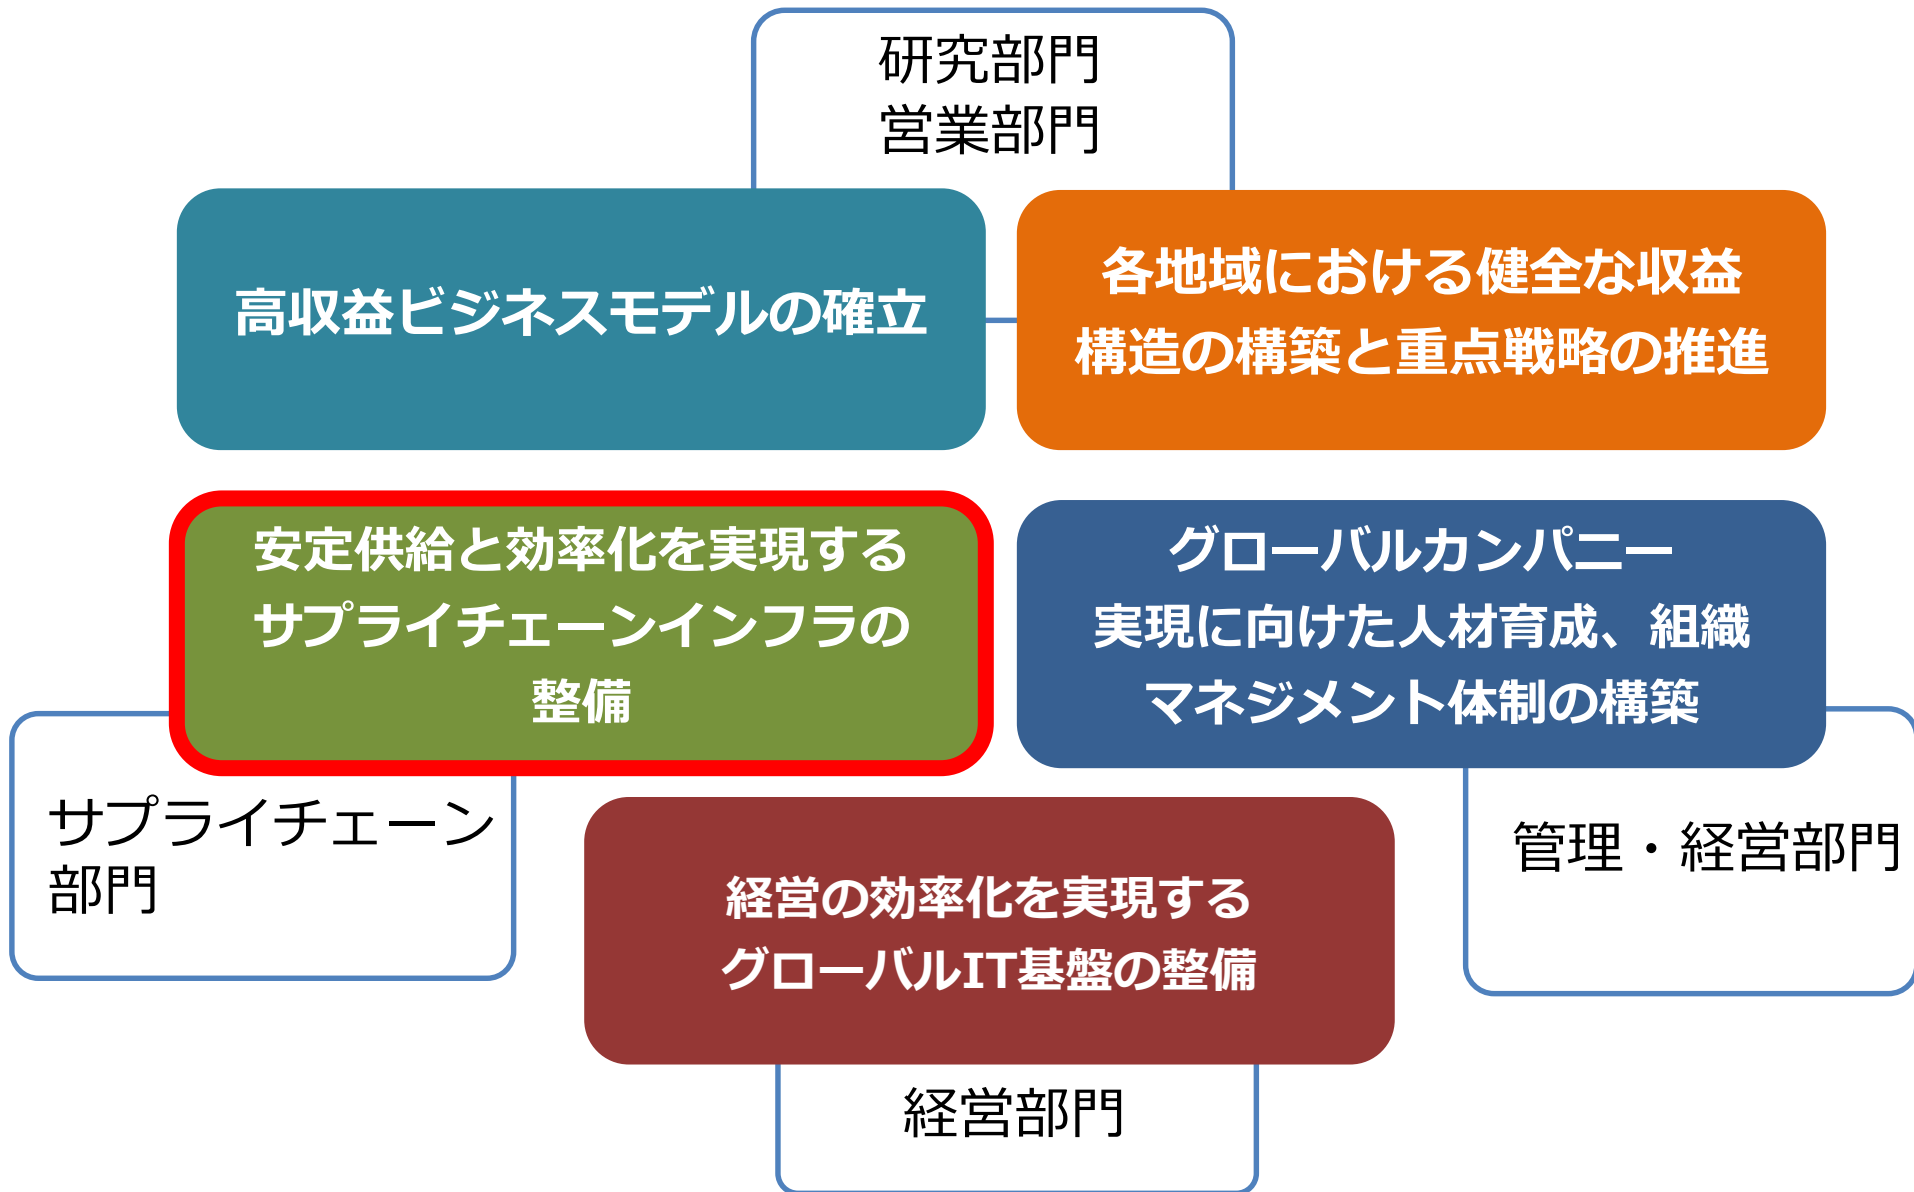 研究部門
営業部門
高収益ビジネスモデルの確立
各地域における健全な収益
構造の構築と重点戦略の推進
安定供給と効率化を実現する
サプライチェーンインフラの
整備
グローバルカンパニー
実現に向けた人材育成、組織
マネジメント体制の構築
サプライチェーン
部門
管理・経営部門
経営の効率化を実現する
グローバルIT基盤の整備
経営部門